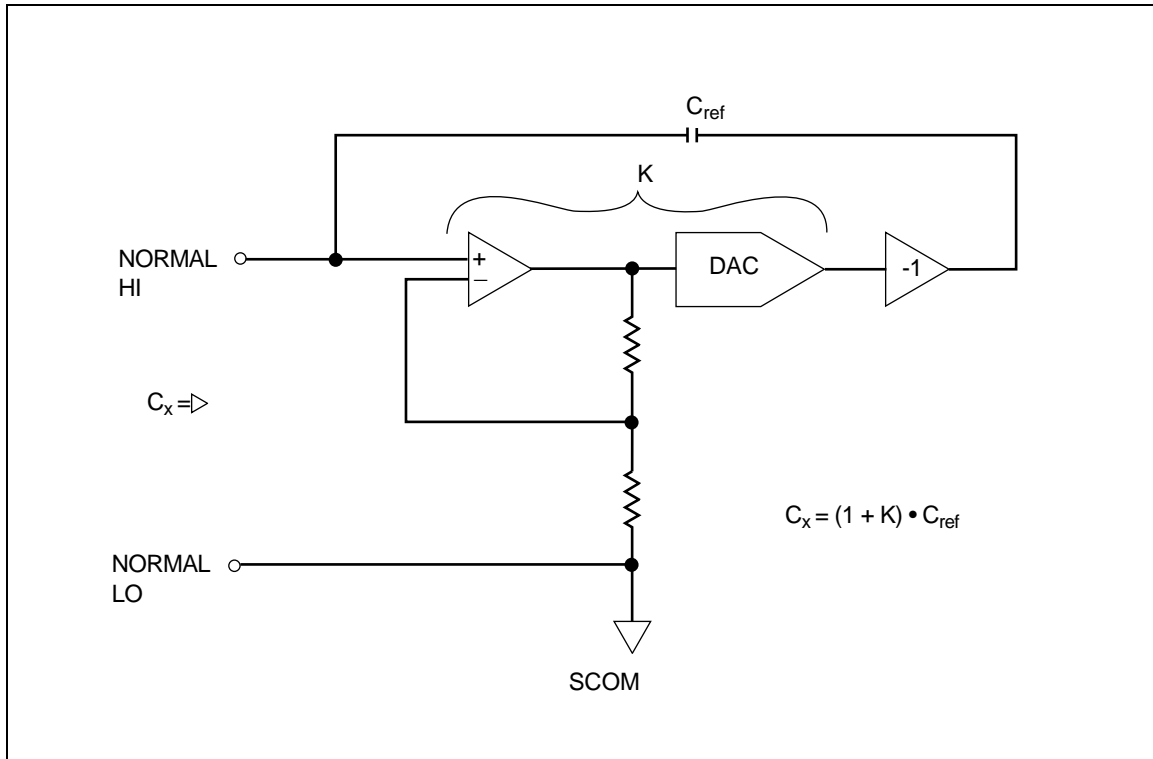 C_ref
K
NORMAL
HI
+
−
DAC
-1
C_x =▷
C_x = (1 + K) • C_ref
NORMAL
LO
SCOM